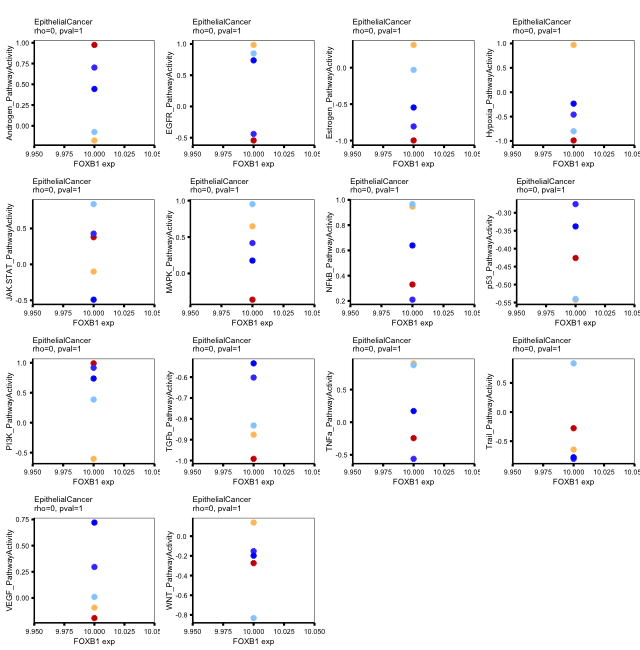 EpithelialCancer
rho=0, pval=1
Androgen_PathwayActivity
1.00
0.75
0.50
0.25
0.00
9.950 9.975 10.000 10.025 10.05
FOXB1 exp
EpithelialCancer
rho=0, pval=1
EGFR_PathwayActivity
1.0
0.5
0.0
-0.5
9.950 9.975 10.000 10.025 10.05
FOXB1 exp
EpithelialCancer
rho=0, pval=1
Estrogen_PathwayActivity
0.0
-0.5
-1.0
9.950 9.975 10.000 10.025 10.05
FOXB1 exp
EpithelialCancer
rho=0, pval=1
Hypoxia_PathwayActivity
1.0
0.5
0.0
-0.5
-1.0
9.950 9.975 10.000 10.025 10.05
FOXB1 exp
EpithelialCancer
rho=0, pval=1
JAK.STAT_PathwayActivity
0.5
0.0
-0.5
9.950 9.975 10.000 10.025 10.05
FOXB1 exp
EpithelialCancer
rho=0, pval=1
MAPK_PathwayActivity
1.0
0.5
0.0
9.950 9.975 10.000 10.025 10.05
FOXB1 exp
EpithelialCancer
rho=0, pval=1
NFkB_PathwayActivity
1.0
0.8
0.6
0.4
0.2
9.950 9.975 10.000 10.025 10.05
FOXB1 exp
EpithelialCancer
rho=0, pval=1
p53_PathwayActivity
-0.30
-0.35
-0.40
-0.45
-0.50
-0.55
9.950 9.975 10.000 10.025 10.05
FOXB1 exp
EpithelialCancer
rho=0, pval=1
PI3K_PathwayActivity
1.0
0.5
0.0
-0.5
9.950 9.975 10.000 10.025 10.05
FOXB1 exp
EpithelialCancer
rho=0, pval=1
TGFb_PathwayActivity
-0.6
-0.7
-0.8
-0.9
-1.0
9.950 9.975 10.000 10.025 10.05
FOXB1 exp
EpithelialCancer
rho=0, pval=1
TNFa_PathwayActivity
0.5
0.0
-0.5
9.950 9.975 10.000 10.025 10.05
FOXB1 exp
EpithelialCancer
rho=0, pval=1
Trail_PathwayActivity
0.5
0.0
-0.5
9.950 9.975 10.000 10.025 10.05
FOXB1 exp
EpithelialCancer
rho=0, pval=1
VEGF_PathwayActivity
0.75
0.50
0.25
0.00
9.950 9.975 10.000 10.025 10.05
FOXB1 exp
EpithelialCancer
rho=0, pval=1
WNT_PathwayActivity
0.0
-0.2
-0.4
-0.6
-0.8
9.950 9.975 10.000 10.025 10.050
FOXB1 exp